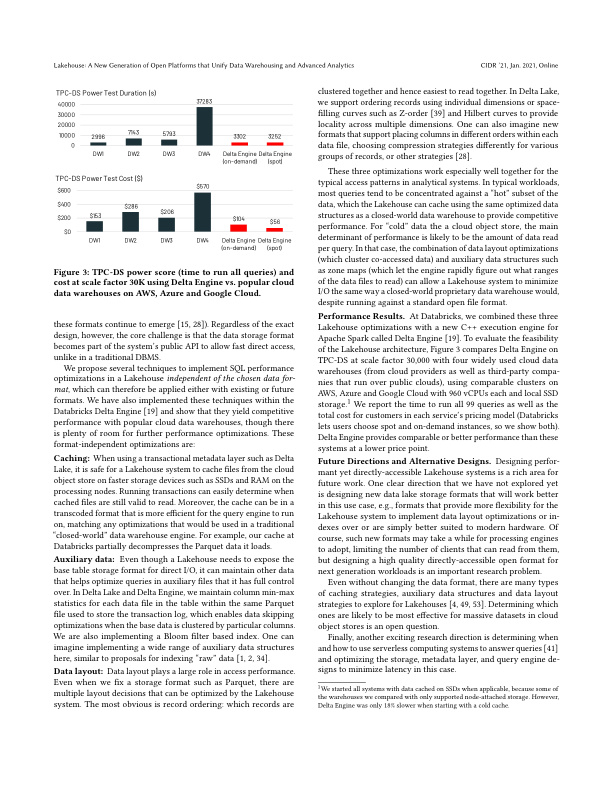 Lakehouse: A New Generation of Open Platforms that Unify Data Warehousing and Advanced Analytics
CIDR '21, Jan. 2021, Online
TPC-DS Power Test Duration (s)
40000
30000
20000
10000
0
2996
7143
5793
37283
3302
3252
DW1
DW2
DW3
DW4
Delta Engine (on-demand)
Delta Engine (spot)
TPC-DS Power Test Cost ($)
$600
$400
$200
$0
$153
$286
$206
$570
$104
$56
DW1
DW2
DW3
DW4
Delta Engine (on-demand)
Delta Engine (spot)
Figure 3: TPC-DS power score (time to run all queries) and
cost at scale factor 30K using Delta Engine vs. popular cloud
data warehouses on AWS, Azure and Google Cloud.
these formats continue to emerge [15, 28]). Regardless of the exact
design, however, the core challenge is that the data storage format
becomes part of the system's public API to allow fast direct access,
unlike in a traditional DBMS.
We propose several techniques to implement SQL performance
optimizations in a Lakehouse independent of the chosen data for-
mat, which can therefore be applied either with existing or future
formats. We have also implemented these techniques within the
Databricks Delta Engine [19] and show that they yield competitive
performance with popular cloud data warehouses, though there
is plenty of room for further performance optimizations. These
format-independent optimizations are:
Caching: When using a transactional metadata layer such as Delta
Lake, it is safe for a Lakehouse system to cache files from the cloud
object store on faster storage devices such as SSDs and RAM on the
processing nodes. Running transactions can easily determine when
cached files are still valid to read. Moreover, the cache can be in a
transcoded format that is more efficient for the query engine to run
on, matching any optimizations that would be used in a traditional
"closed-world" data warehouse engine. For example, our cache at
Databricks partially decompresses the Parquet data it loads.
Auxiliary data: Even though a Lakehouse needs to expose the
base table storage format for direct I/O, it can maintain other data
that helps optimize queries in auxiliary files that it has full control
over. In Delta Lake and Delta Engine, we maintain column min-max
statistics for each data file in the table within the same Parquet
file used to store the transaction log, which enables data skipping
optimizations when the base data is clustered by particular columns.
We are also implementing a Bloom filter based index. One can
imagine implementing a wide range of auxiliary data structures
here, similar to proposals for indexing "raw" data [1, 2, 34].
Data layout: Data layout plays a large role in access performance.
Even when we fix a storage format such as Parquet, there are
multiple layout decisions that can be optimized by the Lakehouse
system. The most obvious is record ordering: which records are
clustered together and hence easiest to read together. In Delta Lake,
we support ordering records using individual dimensions or space-
filling curves such as Z-order [39] and Hilbert curves to provide
locality across multiple dimensions. One can also imagine new
formats that support placing columns in different orders within each
data file, choosing compression strategies differently for various
groups of records, or other strategies [28].
These three optimizations work especially well together for the
typical access patterns in analytical systems. In typical workloads,
most queries tend to be concentrated against a "hot" subset of the
data, which the Lakehouse can cache using the same optimized data
structures as a closed-world data warehouse to provide competitive
performance. For "cold" data the a cloud object store, the main
determinant of performance is likely to be the amount of data read
per query. In that case, the combination of data layout optimizations
(which cluster co-accessed data) and auxiliary data structures such
as zone maps (which let the engine rapidly figure out what ranges
of the data files to read) can allow a Lakehouse system to minimize
I/O the same way a closed-world proprietary data warehouse would,
despite running against a standard open file format.
Performance Results. At Databricks, we combined these three
Lakehouse optimizations with a new C++ execution engine for
Apache Spark called Delta Engine [19]. To evaluate the feasibility
of the Lakehouse architecture, Figure 3 compares Delta Engine on
TPC-DS at scale factor 30,000 with four widely used cloud data
warehouses (from cloud providers as well as third-party compa-
nies that run over public clouds), using comparable clusters on
AWS, Azure and Google Cloud with 960 vCPUs each and local SSD
storage.² We report the time to run all 99 queries as well as the
total cost for customers in each service's pricing model (Databricks
lets users choose spot and on-demand instances, so we show both).
Delta Engine provides comparable or better performance than these
systems at a lower price point.
Future Directions and Alternative Designs. Designing perfor-
mant yet directly-accessible Lakehouse systems is a rich area for
future work. One clear direction that we have not explored yet
is designing new data lake storage formats that will work better
in this use case, e.g., formats that provide more flexibility for the
Lakehouse system to implement data layout optimizations or in-
dexes over or are simply better suited to modern hardware. Of
course, such new formats may take a while for processing engines
to adopt, limiting the number of clients that can read from them,
but designing a high quality directly-accessible open format for
next generation workloads is an important research problem.
Even without changing the data format, there are many types
of caching strategies, auxiliary data structures and data layout
strategies to explore for Lakehouses [4, 49, 53]. Determining which
ones are likely to be most effective for massive datasets in cloud
object stores is an open question.
Finally, another exciting research direction is determining when
and how to use serverless computing systems to answer queries [41]
and optimizing the storage, metadata layer, and query engine de-
signs to minimize latency in this case.
²We started all systems with data cached on SSDs when applicable, because some of
the warehouses we compared with only supported node-attached storage. However,
Delta Engine was only 18% slower when starting with a cold cache.